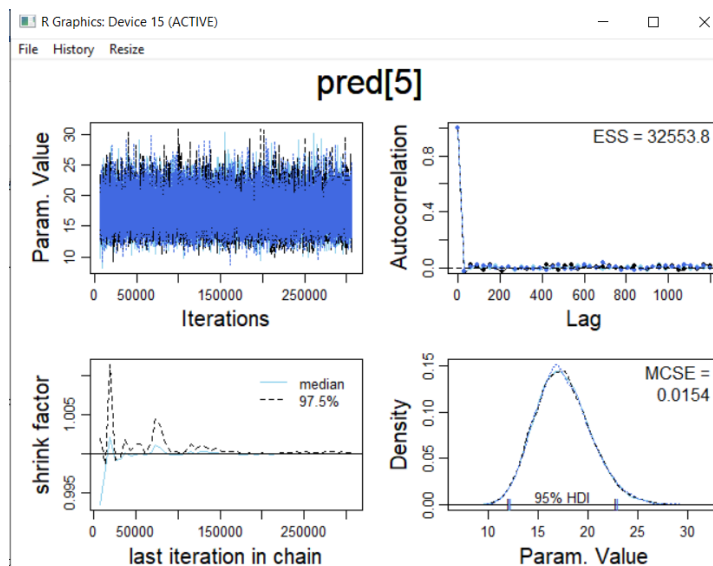 R Graphics: Device 15 (ACTIVE)
File History Resize
pred[5]
Param. Value
10 15 20 25 30
0 50000 150000 250000
Iterations
Autocorrelation
0.0 0.4 0.8
ESS = 32553.8
0 200 400 600 800 1000
Lag
shrink factor
0.995 1.005
median
97.5%
0 50000 150000 250000
last iteration in chain
Density
0.00 0.05 0.10 0.15
MCSE =
0.0154
95% HDI
10 15 20 25 30
Param. Value